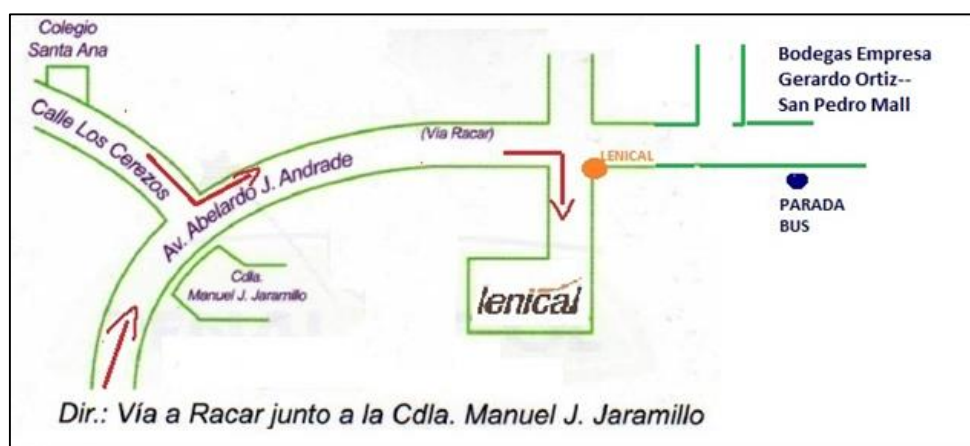 Colegio
Santa Ana
Calle Los Cerezos
Av. Abelardo J. Andrade
(Vía Racar)
Cdla.
Manuel J. Jaramillo
LENICAL
lenical
Bodegas Empresa
Gerardo Ortiz--
San Pedro Mall
PARADA
BUS
Dir.: Vía a Racar junto a la Cdla. Manuel J. Jaramillo